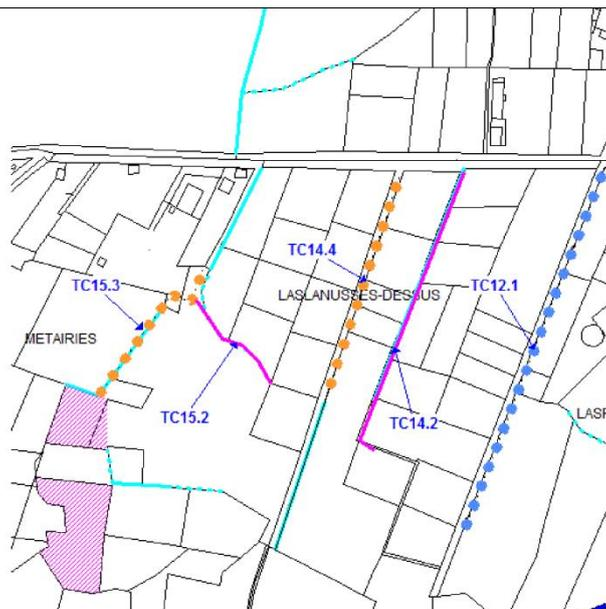 TC14.4
TC15.3
TC12.1
LASLANUSSES-DESSUS
METAIRIES
TC15.2
TC14.2